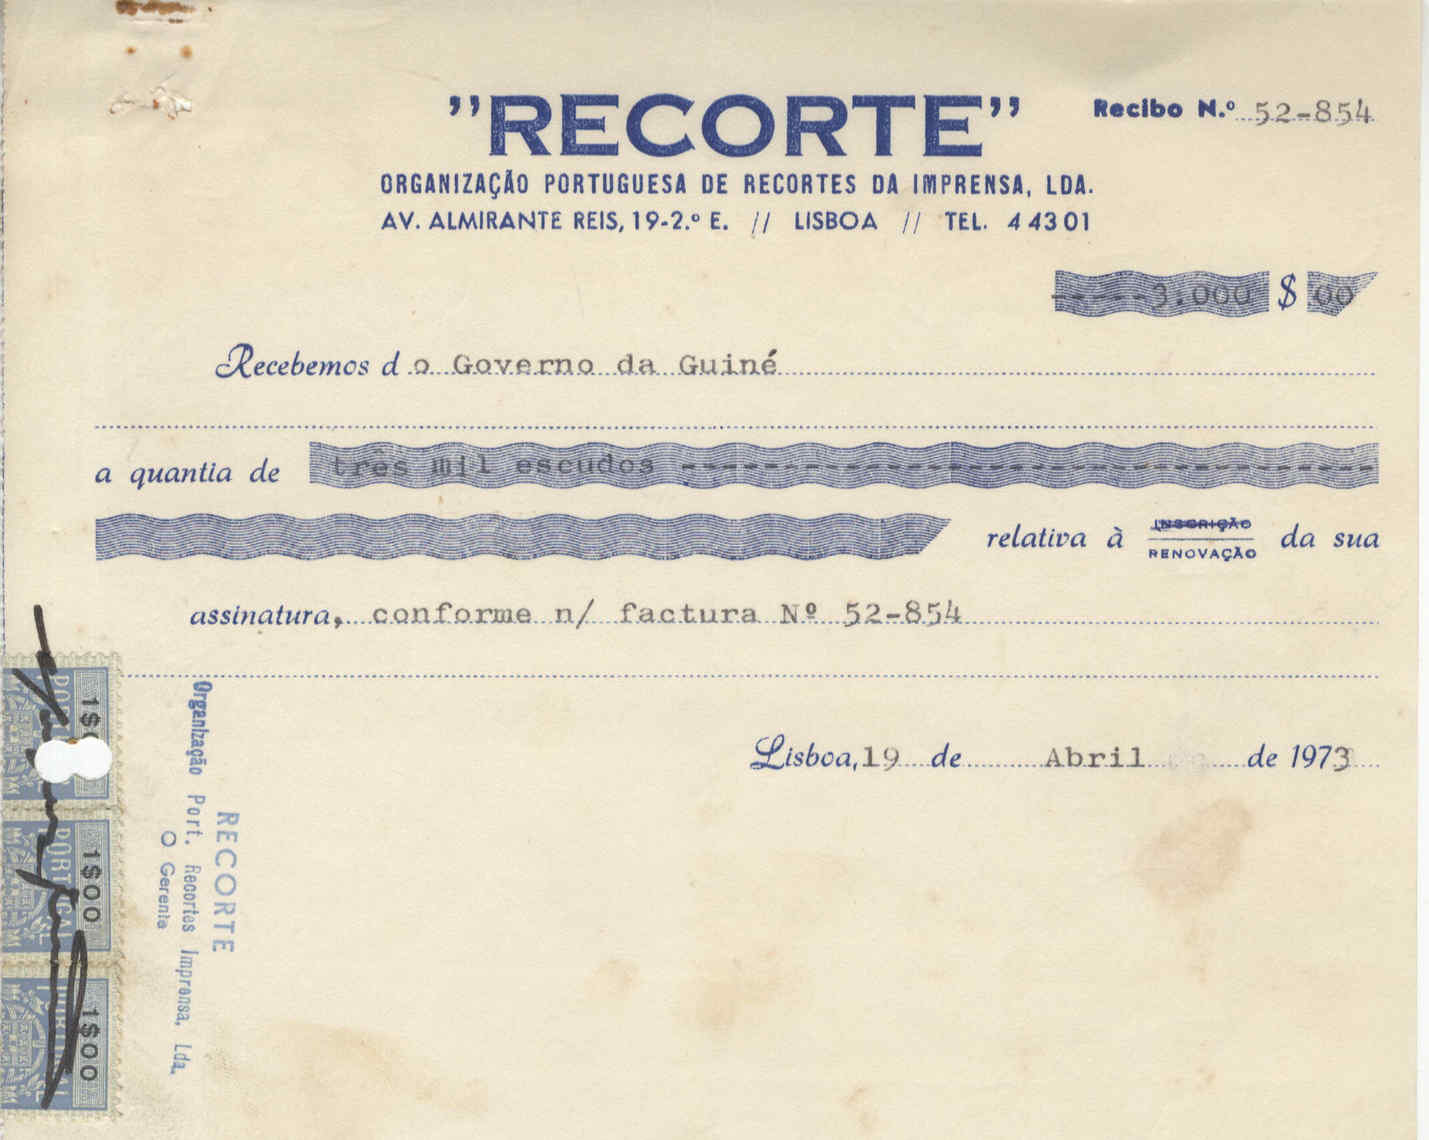 "RECORTE"
Recibo N.º 52-854
ORGANIZAÇÃO PORTUGUESA DE RECORTES DA IMPRENSA, LDA.
AV. ALMIRANTE REIS, 19-2.º E. // LISBOA // TEL. 44301
-----3.000 $ 00
Recebemos d o Governo da Guiné
a quantia de três mil escudos --------------------------------
relativa à INSCRIÇÃO da sua
RENOVAÇÃO
assinatura, conforme n/ factura Nº 52-854
Lisboa, 19 de Abril de 1973
RECORTE
Organização Port. Recortes Imprensa, Lda.
O Gerente
1$0
PORTUGAL
1$00
PORTUGAL
1$00